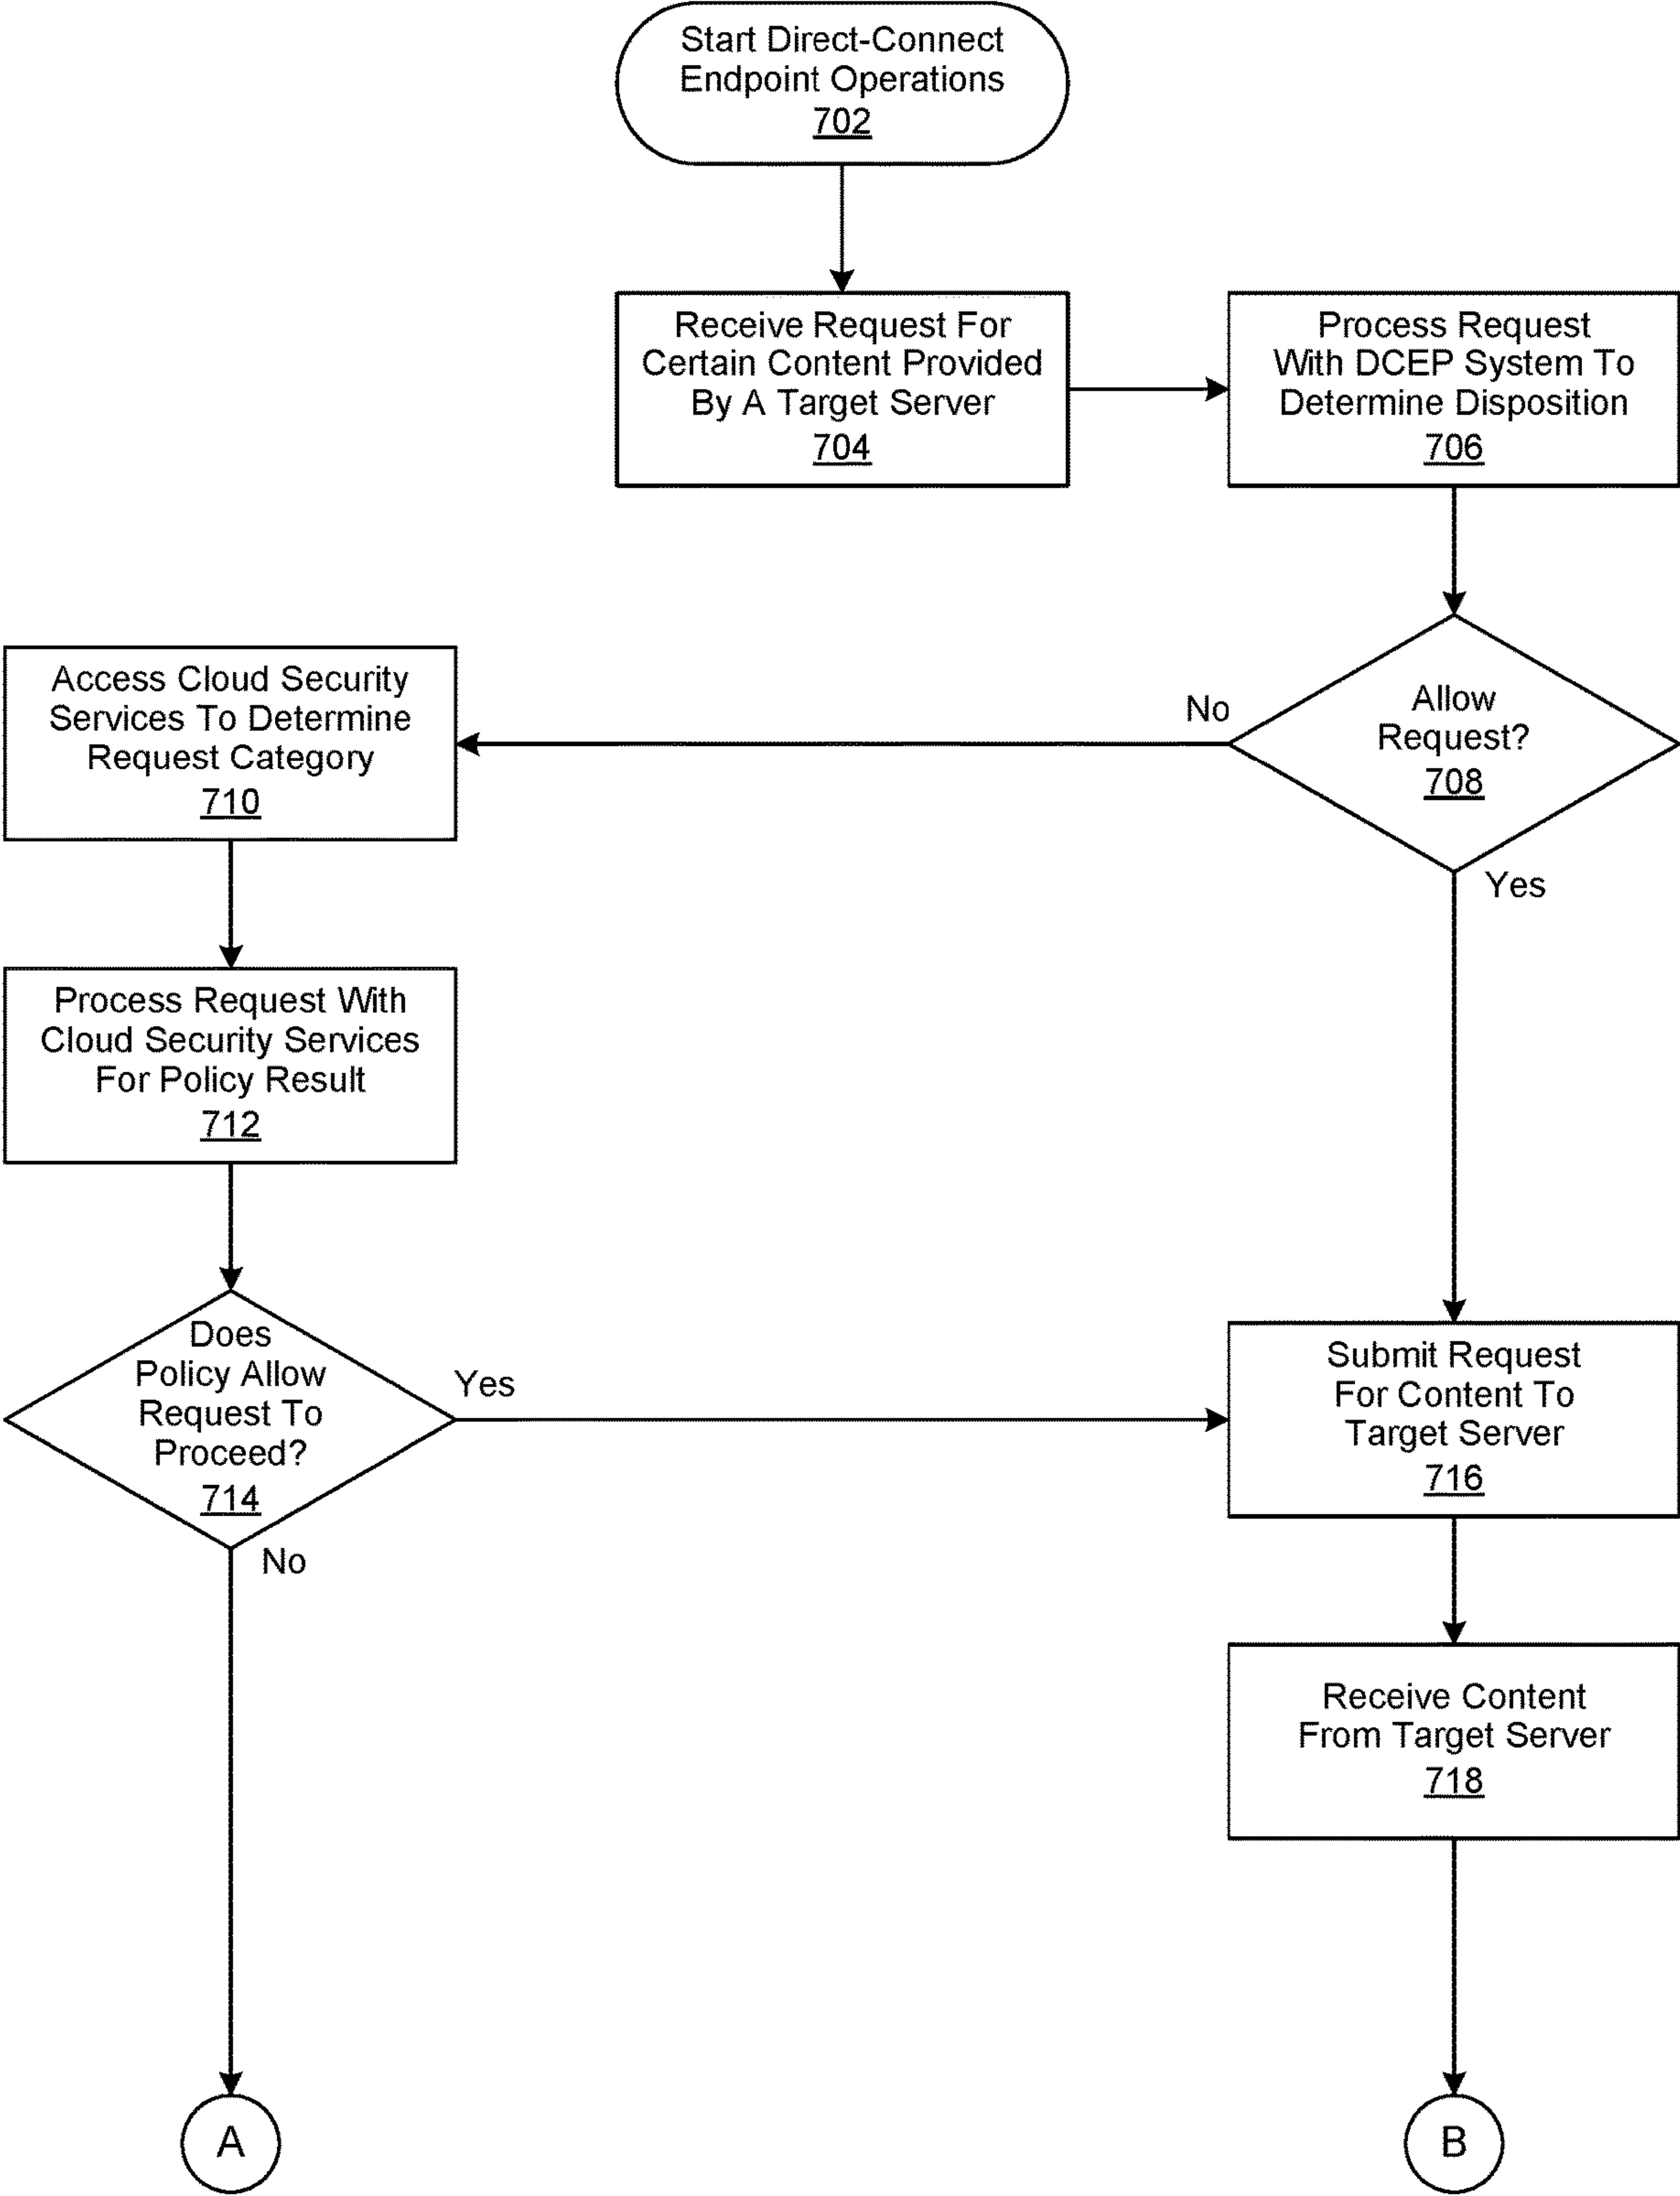 Start Direct-Connect
Endpoint Operations
702
Receive Request For
Certain Content Provided
By A Target Server
704
Process Request
With DCEP System To
Determine Disposition
706
Allow
Request?
708
No
Yes
Access Cloud Security
Services To Determine
Request Category
710
Process Request With
Cloud Security Services
For Policy Result
712
Does
Policy Allow
Request To
Proceed?
714
Yes
No
Submit Request
For Content To
Target Server
716
Receive Content
From Target Server
718
A
B